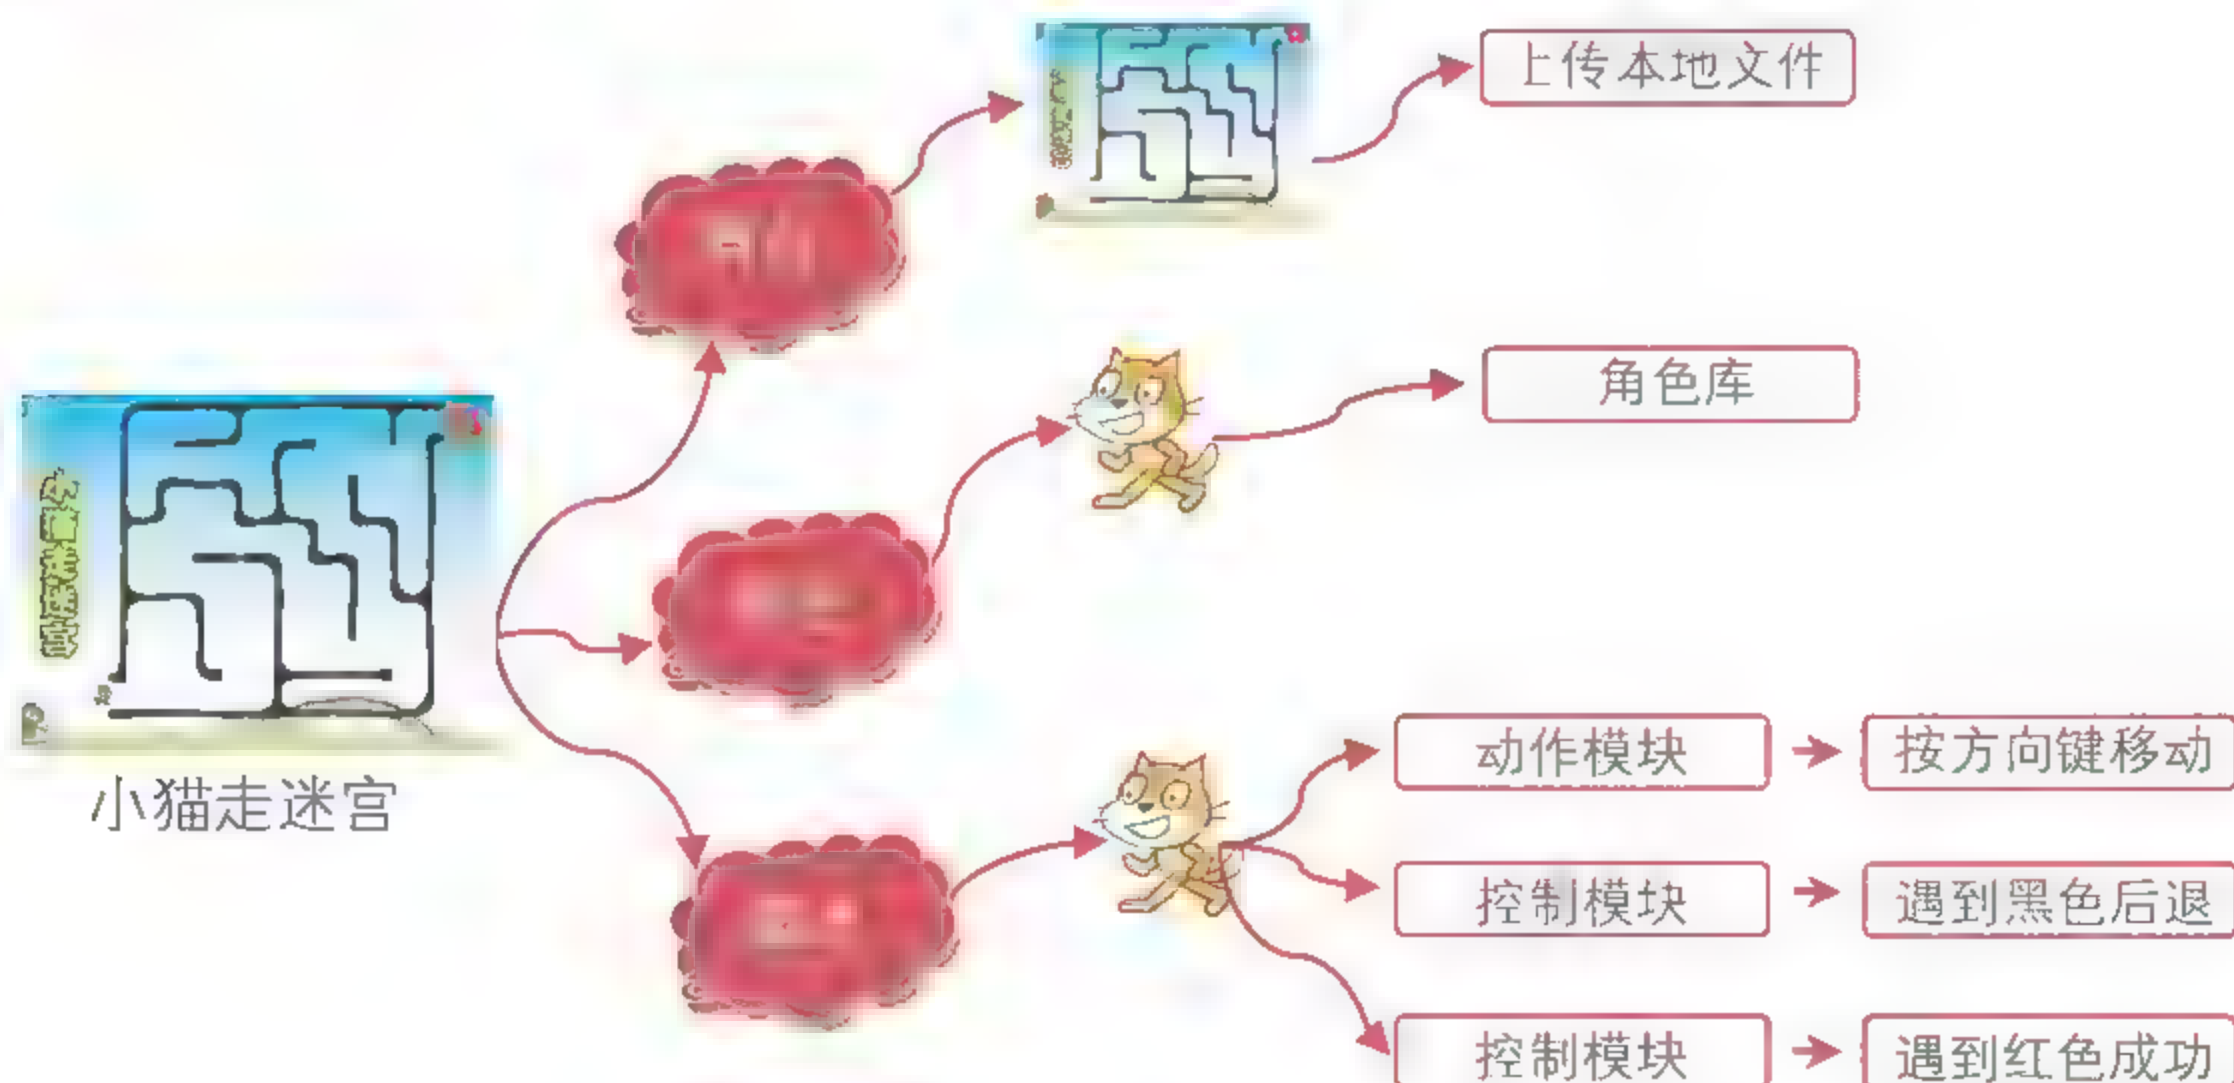 上传本地文件
角色库
小猫走迷宫
动作模块
按方向键移动
控制模块
遇到黑色后退
控制模块
遇到红色成功